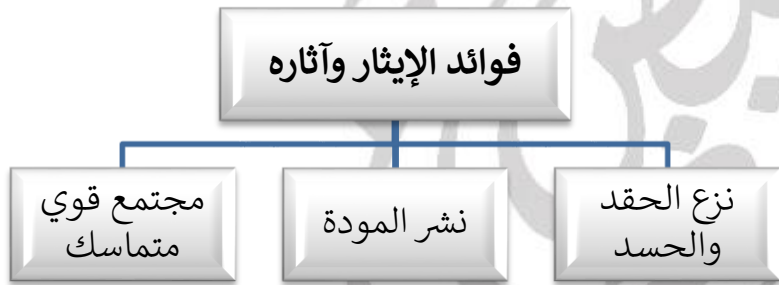 فوائد الإيثار وآثاره
نزع الحقد
والحسد
نشر المودة
مجتمع قوي
متماسك